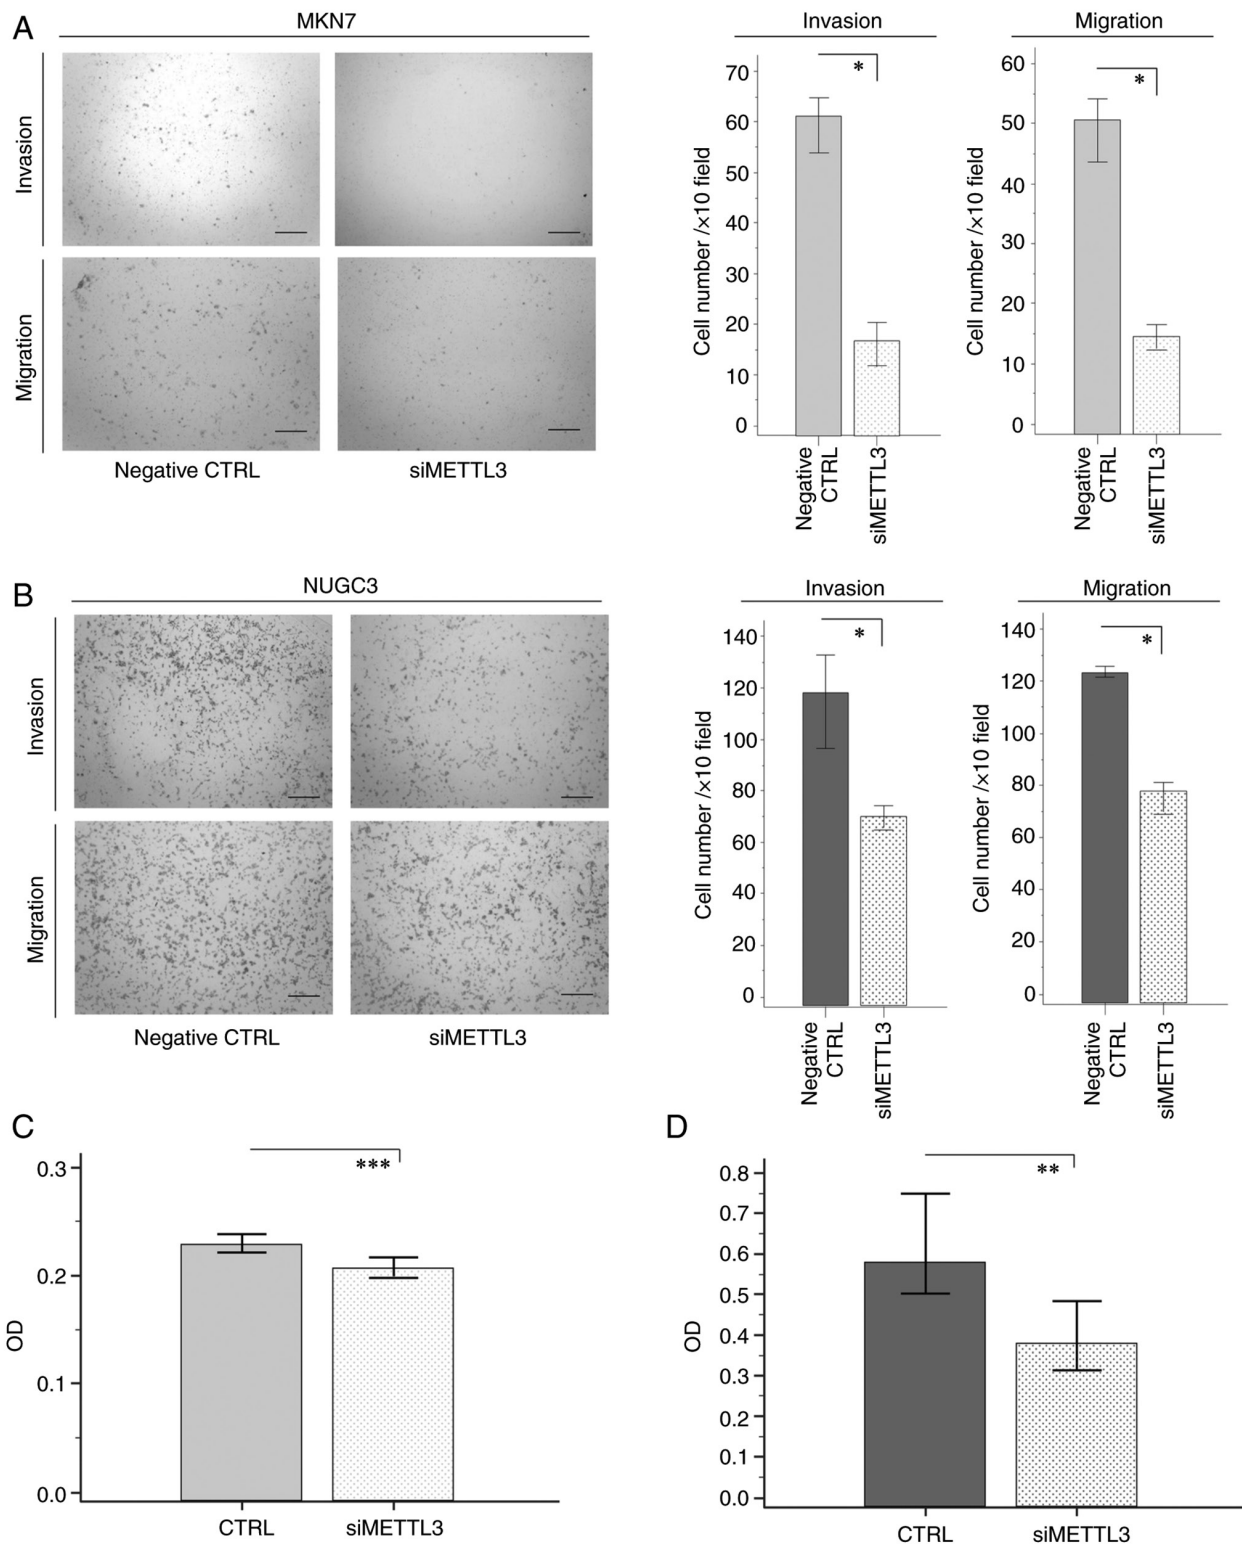 A
MKN7
Invasion
Migration
Negative CTRL
siMETTL3
Invasion
*
Cell number /×10 field
70
60
50
40
30
20
10
0
Negative
CTRL
siMETTL3
Migration
*
Cell number /×10 field
60
50
40
30
20
10
0
Negative
CTRL
siMETTL3
B
NUGC3
Invasion
Migration
Negative CTRL
siMETTL3
Invasion
*
Cell number /×10 field
140
120
100
80
60
40
20
0
Negative
CTRL
siMETTL3
Migration
*
Cell number /×10 field
140
120
100
80
60
40
20
0
Negative
CTRL
siMETTL3
C
***
OD
0.3
0.2
0.1
0.0
CTRL
siMETTL3
D
**
OD
0.8
0.7
0.6
0.5
0.4
0.3
0.2
0.1
0.0
CTRL
siMETTL3